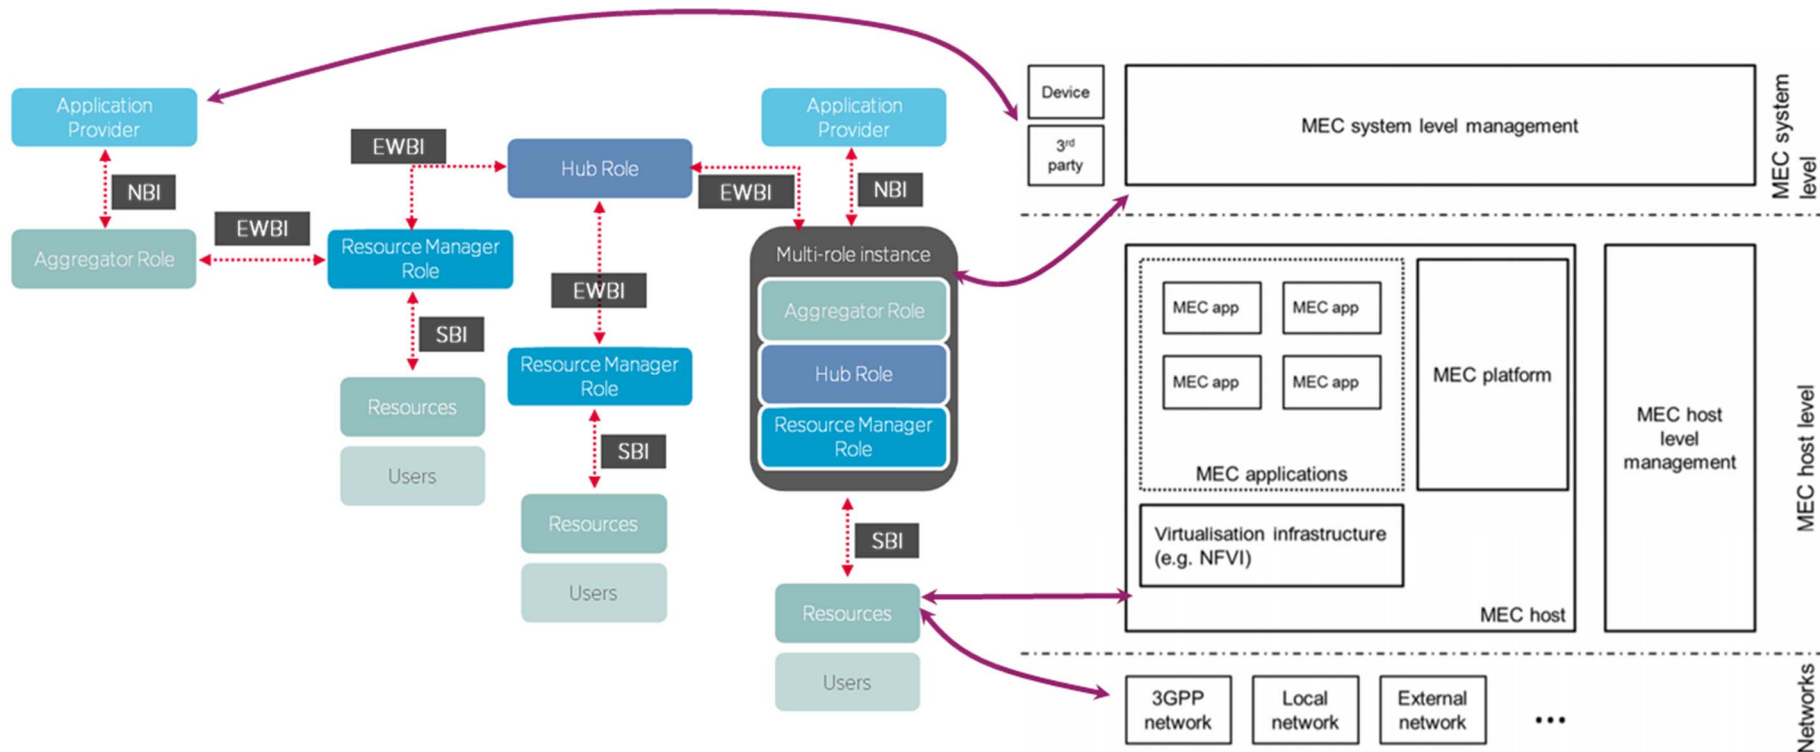 Application
Provider
NBI
Aggregator Role
EWBI
EWBI
Resource Manager
Role
SBI
Resources
Users
Hub Role
EWBI
Resource Manager
Role
SBI
Resources
Users
EWBI
Application
Provider
NBI
Multi-role instance
Aggregator Role
Hub Role
Resource Manager
Role
SBI
Resources
Users
Device
3rd
party
MEC system level management
MEC system
level
MEC app
MEC app
MEC app
MEC app
MEC applications
MEC platform
Virtualisation infrastructure
(e.g. NFVI)
MEC host
MEC host
level
management
MEC host level
3GPP
network
Local
network
External
network
...
Networks